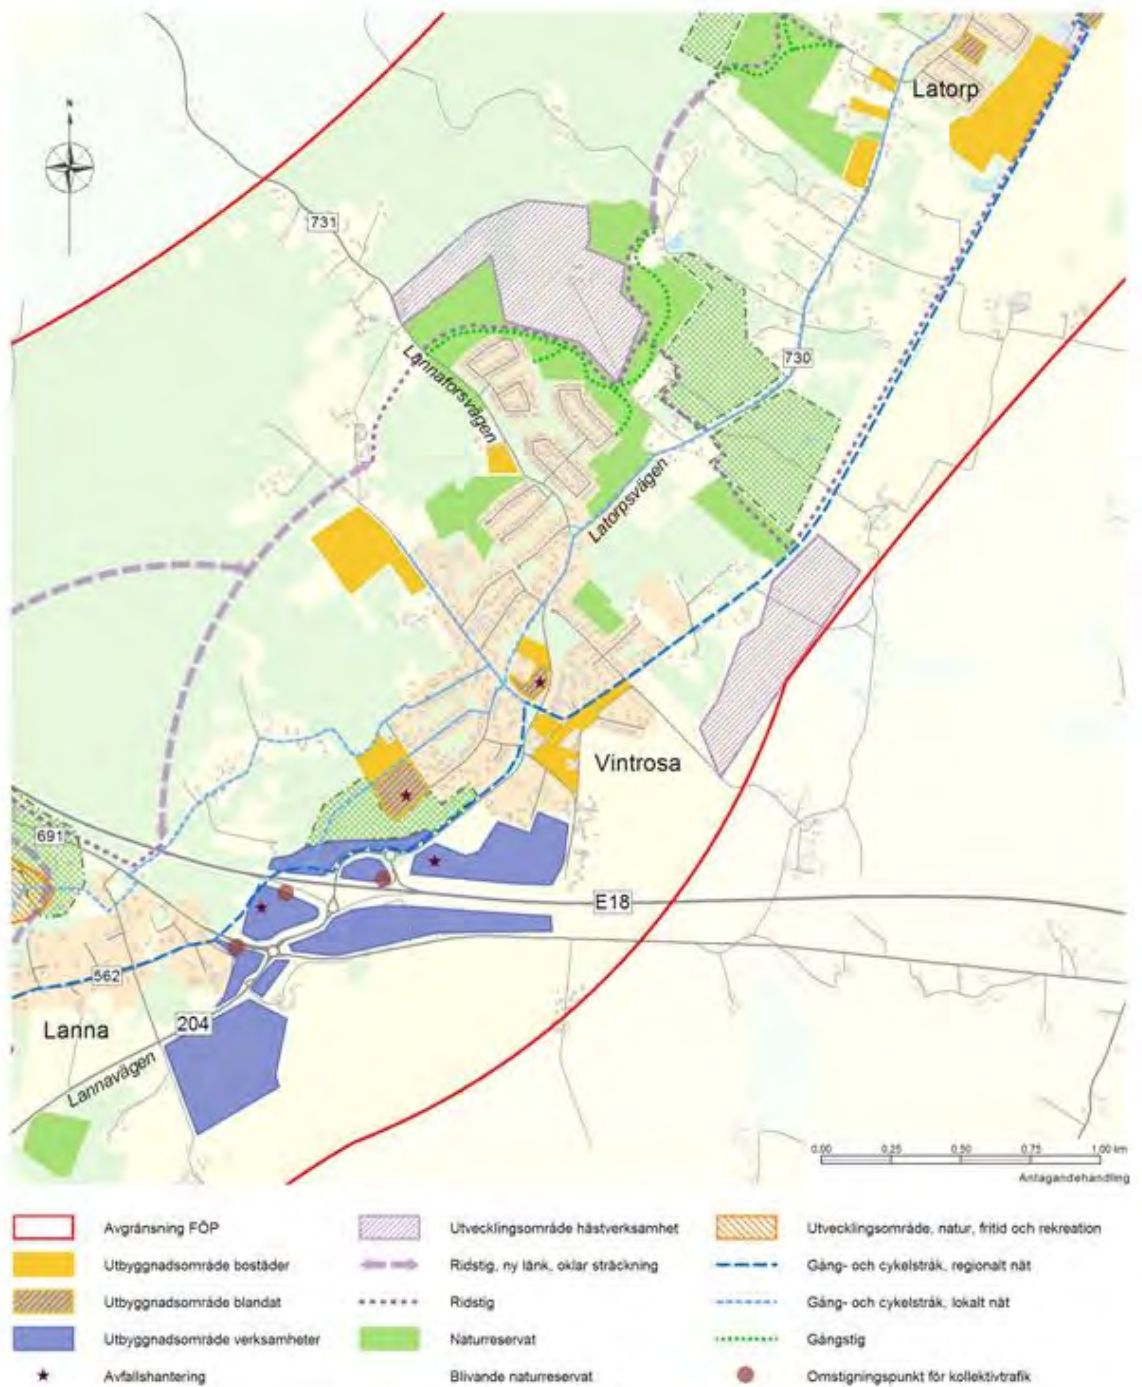 Latorp
N
731
730
Lannaforsvägen
Latorpsvägen
Vintrosa
691
E18
562
204
Lanna
Lannavägen
0,00 0,25 0,50 0,75 1,00 km
Antagandehandling
Avgränsning FÖP
Utbyggnadsområde bostäder
Utbyggnadsområde blandat
Utbyggnadsområde verksamheter
Avfallshantering
Utvecklingsområde hästverksamhet
Ridstig, ny länk, oklar sträckning
Ridstig
Naturreservat
Blivande naturreservat
Utvecklingsområde, natur, fritid och rekreation
Gång- och cykelstråk, regionalt nät
Gång- och cykelstråk, lokalt nät
Gångstig
Omstigningspunkt för kollektivtrafik